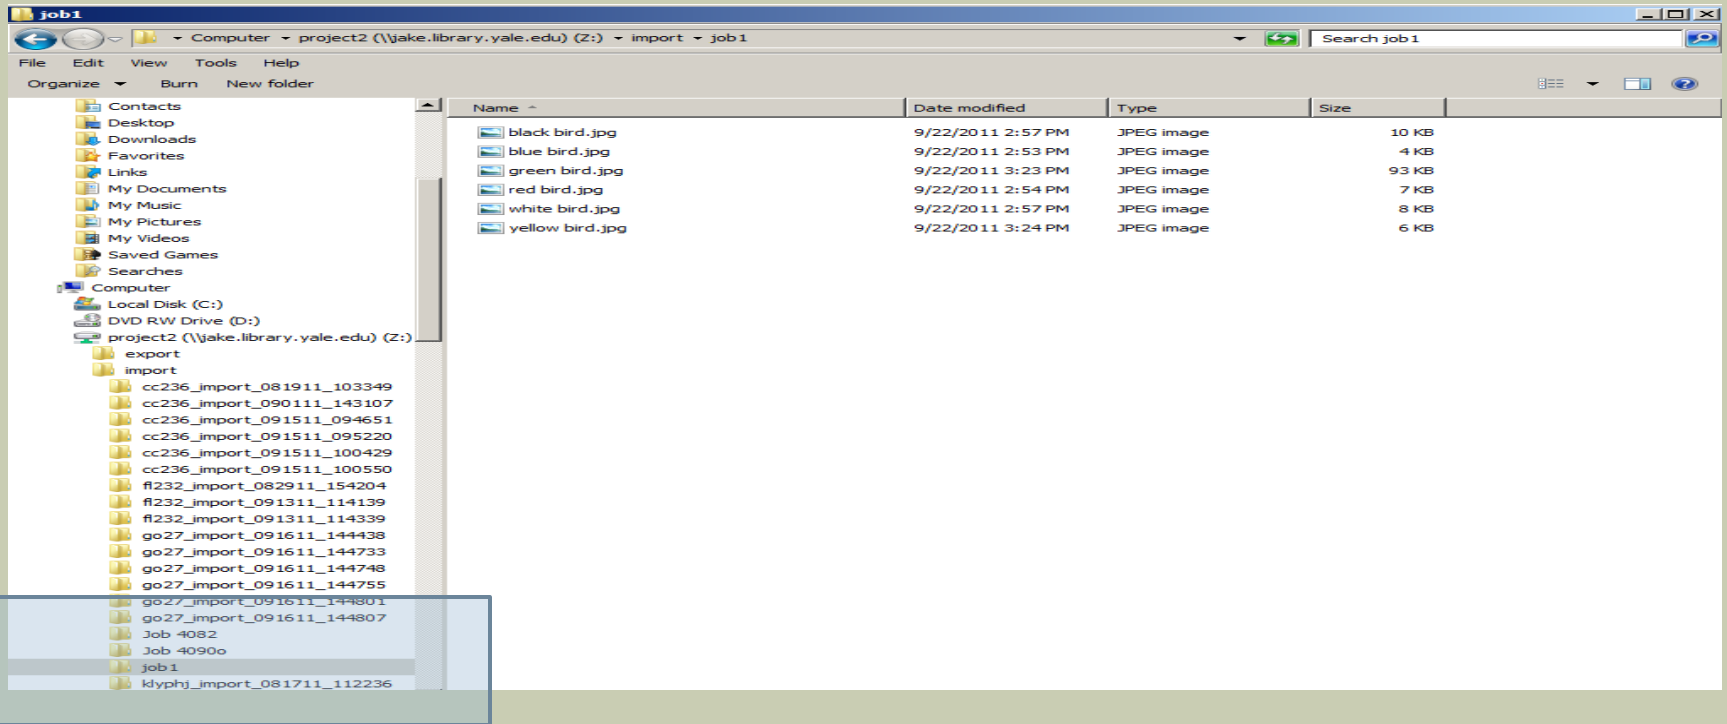 job1
Computer project2 (\\jake.library.yale.edu) (Z:) import job1 Search job1
File Edit View Tools Help
Organize Burn New folder
Contacts
Desktop
Downloads
Favorites
Links
My Documents
My Music
My Pictures
My Videos
Saved Games
Searches
Computer
Local Disk (C:)
DVD RW Drive (D:)
project2 (\\jake.library.yale.edu) (Z:)
export
import
cc236_import_081911_103349
cc236_import_090111_143107
cc236_import_091511_094651
cc236_import_091511_095220
cc236_import_091511_100429
cc236_import_091511_100550
fl232_import_082911_154204
fl232_import_091311_114139
fl232_import_091311_114339
go27_import_091611_144438
go27_import_091611_144733
go27_import_091611_144748
go27_import_091611_144755
go27_import_091611_144801
go27_import_091611_144807
Job 4082
Job 4090o
job1
klyphj_import_081711_112236
Name Date modified Type Size
black bird.jpg 9/22/2011 2:57 PM JPEG image 10 KB
blue bird.jpg 9/22/2011 2:53 PM JPEG image 4 KB
green bird.jpg 9/22/2011 3:23 PM JPEG image 93 KB
red bird.jpg 9/22/2011 2:54 PM JPEG image 7 KB
white bird.jpg 9/22/2011 2:57 PM JPEG image 8 KB
yellow bird.jpg 9/22/2011 3:24 PM JPEG image 6 KB